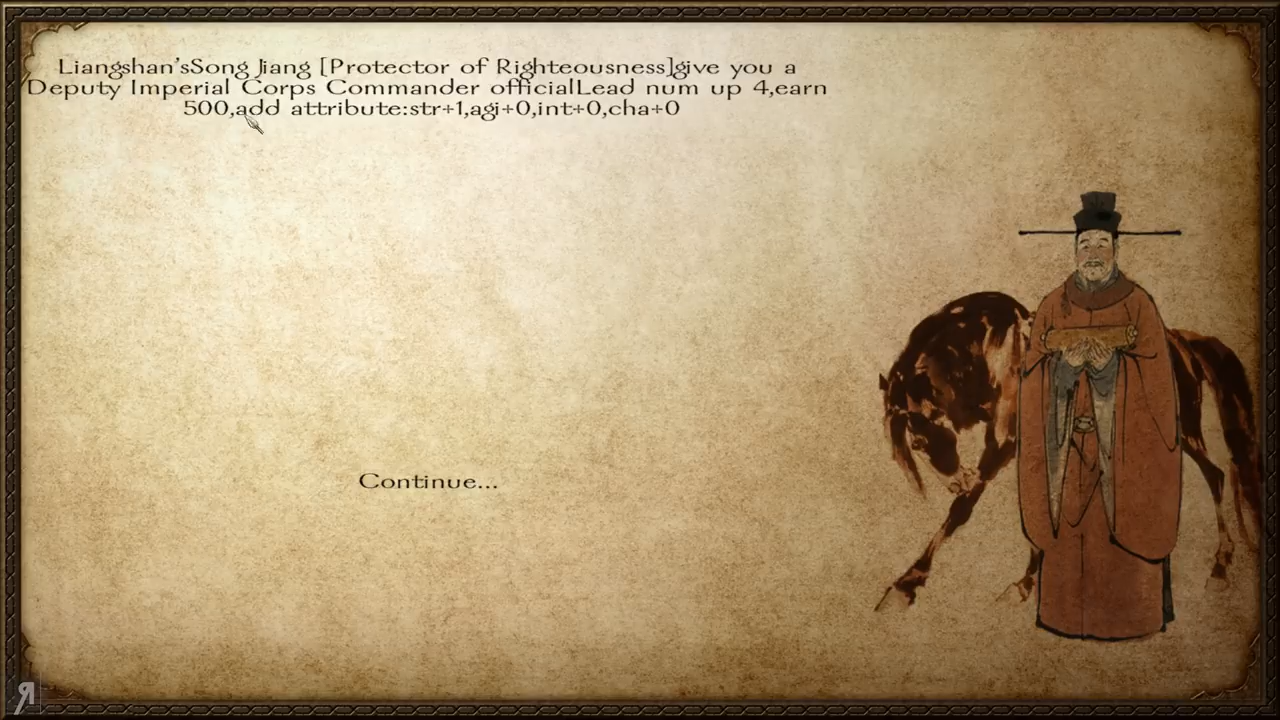 Liangshan'sSong Jiang [Protector of Righteousness]give you a
Deputy Imperial Corps Commander officialLead num up 4,earn
500,add attribute:str+1,agi+0,int+0,cha+0
Continue...